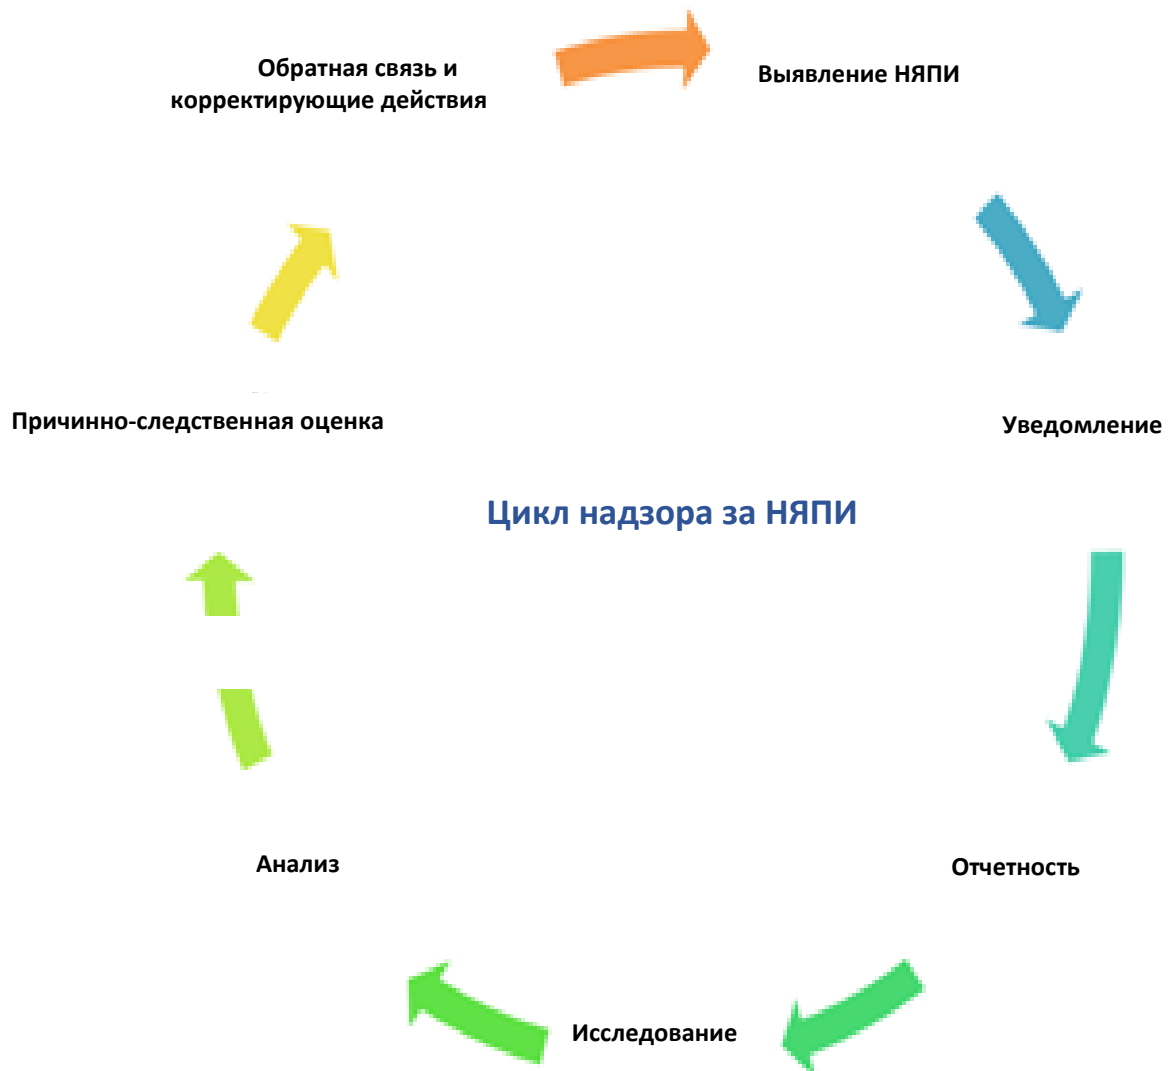 Обратная связь и
корректирующие действия
Выявление НЯПИ
Причинно-следственная оценка
Уведомление
Цикл надзора за НЯПИ
Анализ
Отчетность
Исследование